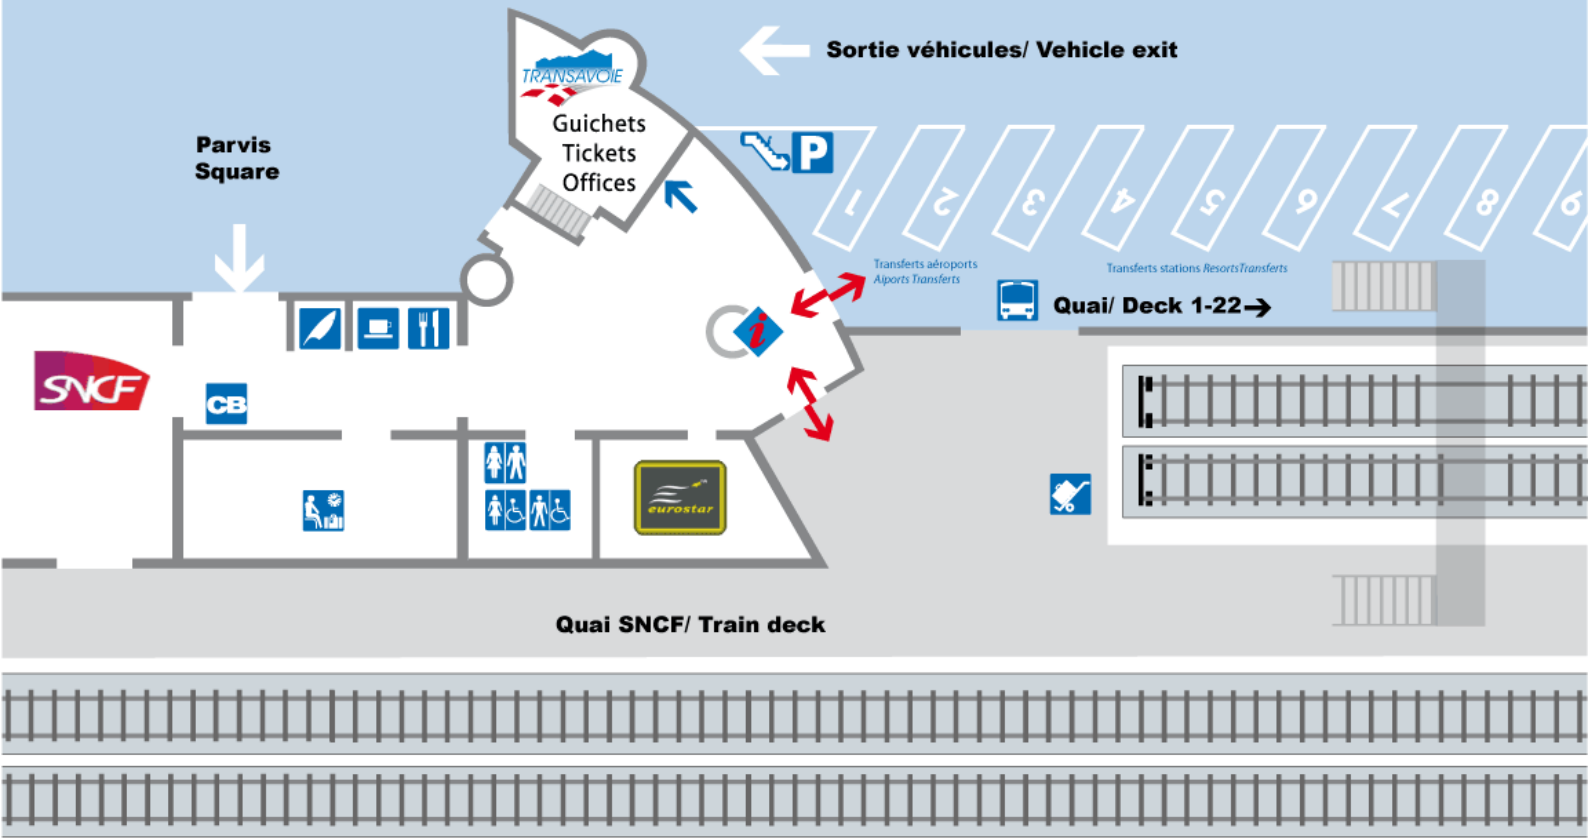 Sortie véhicules/ Vehicle exit
TRANSAVOIE
Guichets
Tickets
Offices
Parvis
Square
P
1
2
3
4
5
6
7
8
9
Transferts aéroports
Aiports Transferts
Transferts stations ResortsTransferts
Quai/ Deck 1-22
i
SNCF
CB
eurostar
Quai SNCF/ Train deck